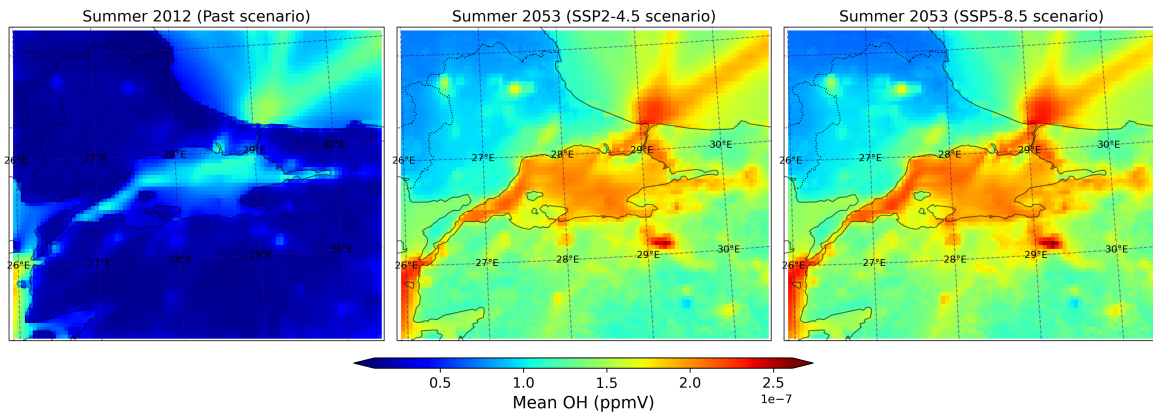 Summer 2012 (Past scenario)
Summer 2053 (SSP2-4.5 scenario)
Summer 2053 (SSP5-8.5 scenario)
26°E 27°E 28°E 29°E 30°E
26°E 27°E 28°E 29°E 30°E
26°E 27°E 28°E 29°E 30°E
26°E 27°E 28°E 29°E 30°E
26°E 27°E 28°E 29°E 30°E
26°E 27°E 28°E 29°E 30°E
0.5 1.0 1.5 2.0 2.5
1e-7
Mean OH (ppmV)